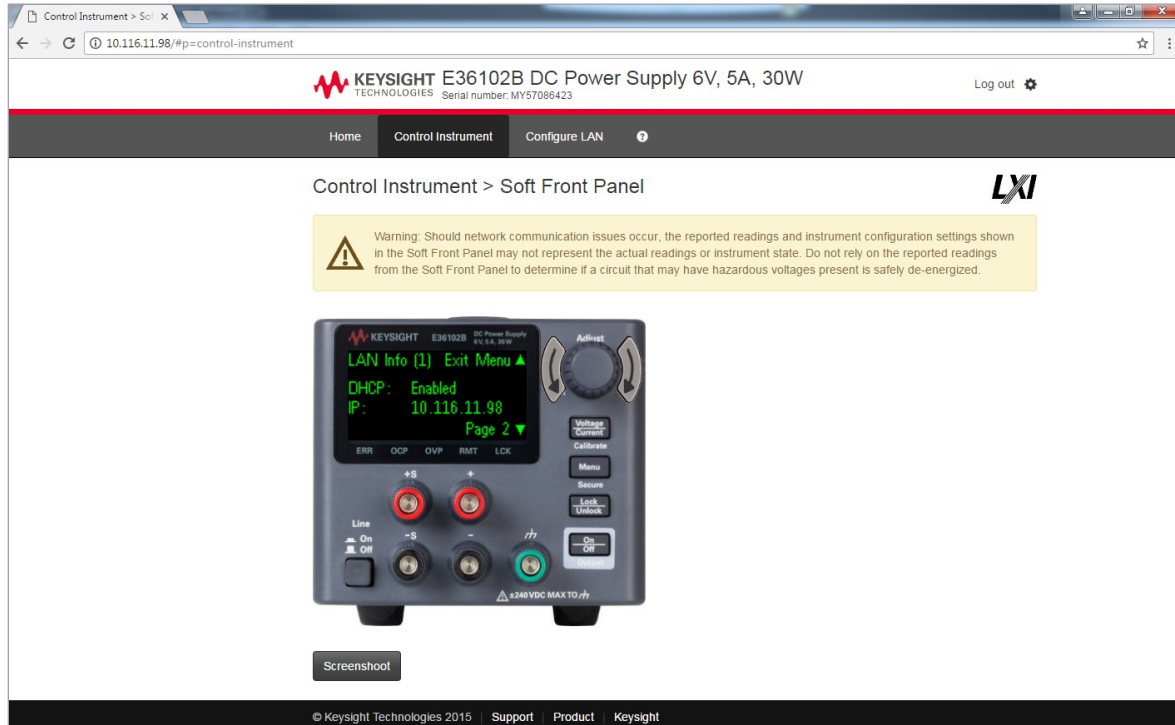 Control Instrument > Sof
10.116.11.98/#p=control-instrument
KEYSIGHT TECHNOLOGIES E36102B DC Power Supply 6V, 5A, 30W
Serial number: MY57086423
Log out
Home Control Instrument Configure LAN ?
Control Instrument > Soft Front Panel
LXI
Warning: Should network communication issues occur, the reported readings and instrument configuration settings shown
in the Soft Front Panel may not represent the actual readings or instrument state. Do not rely on the reported readings
from the Soft Front Panel to determine if a circuit that may have hazardous voltages present is safely de-energized.
KEYSIGHT E36102B DC Power Supply
6V, 5A, 30W
Adjust
LAN Info (1) Exit Menu ▲
DHCP: Enabled
IP: 10.116.11.98
Page 2 ▼
ERR OCP OVP RMT LCK
Voltage
Current
Calibrate
Menu
Secure
Lock
Unlock
+S +
Line
On
Off
-S -
On
Off
Output
±240 VDC MAX TO
Screenshoot
© Keysight Technologies 2015 | Support | Product | Keysight